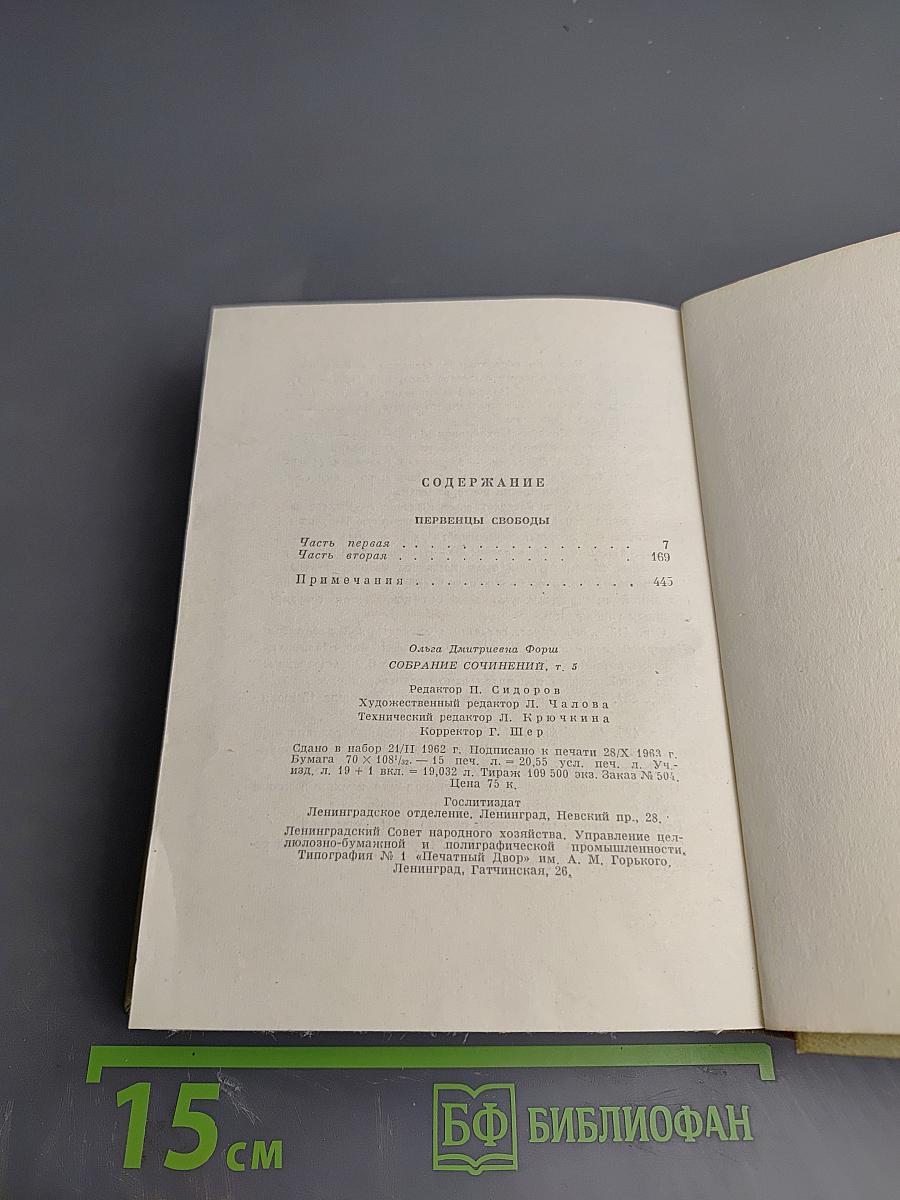 СОДЕРЖАНИЕ
ПЕРВЕНЦЫ СВОБОДЫ
Часть первая . . . . . . . . . . . . . . . . 7
Часть вторая . . . . . . . . . . . . . . . . 169
Примечания . . . . . . . . . . . . . . . 445
Ольга Дмитриевна Форш
СОБРАНИЕ СОЧИНЕНИЙ, т. 5
Редактор П. Сидоров
Художественный редактор Л. Чалова
Технический редактор Л. Крючкина
Корректор Г. Шер
Сдано в набор 21/II 1962 г. Подписано к печати 28/X 1963 г.
Бумага 70 × 108¹/₃₂. — 15 печ. л. = 20,55 усл. печ. л. Уч.-
изд. л. 19 + 1 вкл. = 19,032 л. Тираж 109 500 экз. Заказ № 504.
Цена 75 к.
Гослитиздат
Ленинградское отделение. Ленинград, Невский пр., 28.
Ленинградский Совет народного хозяйства. Управление цел-
люлозно-бумажной и полиграфической промышленности.
Типография № 1 «Печатный Двор» им. А. М. Горького,
Ленинград, Гатчинская, 26.
15 см
БФ БИБЛИОФАН